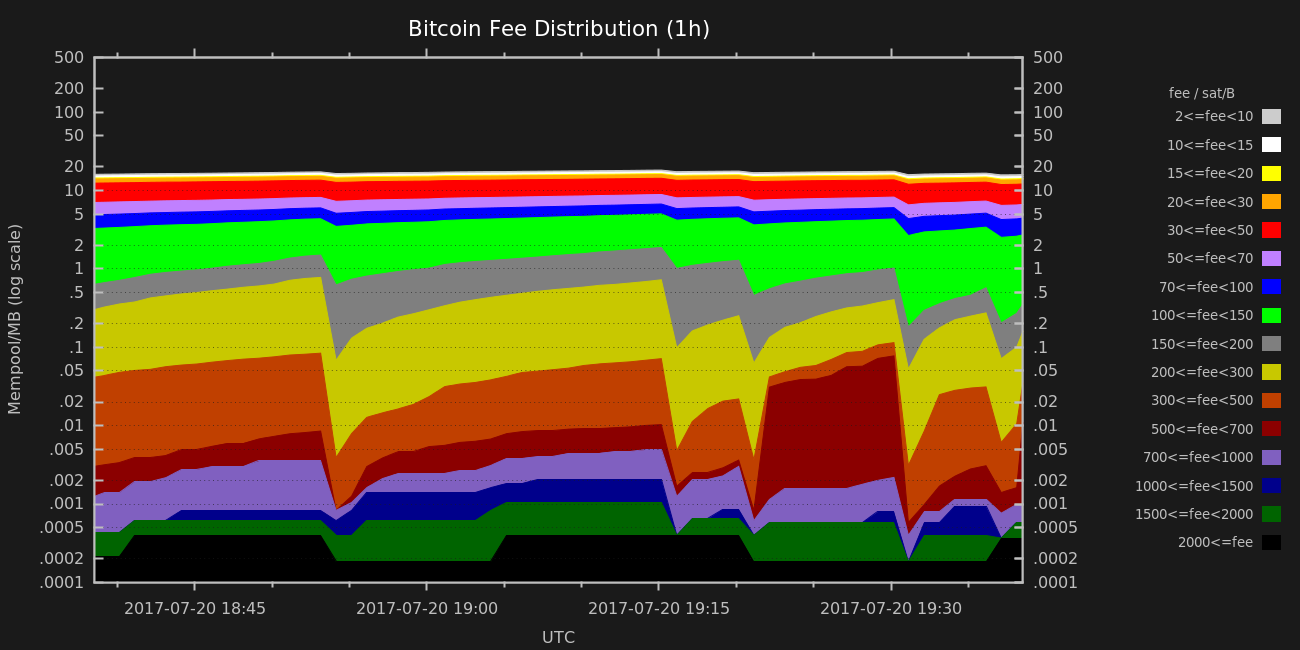 Bitcoin Fee Distribution (1h)
Mempool/MB (log scale)
500
200
100
50
20
10
5
2
1
.5
.2
.1
.05
.02
.01
.005
.002
.001
.0005
.0002
.0001
500
200
100
50
20
10
5
2
1
.5
.2
.1
.05
.02
.01
.005
.002
.001
.0005
.0002
.0001
2017-07-20 18:45
2017-07-20 19:00
2017-07-20 19:15
2017-07-20 19:30
UTC
fee / sat/B
2<=fee<10
10<=fee<15
15<=fee<20
20<=fee<30
30<=fee<50
50<=fee<70
70<=fee<100
100<=fee<150
150<=fee<200
200<=fee<300
300<=fee<500
500<=fee<700
700<=fee<1000
1000<=fee<1500
1500<=fee<2000
2000<=fee